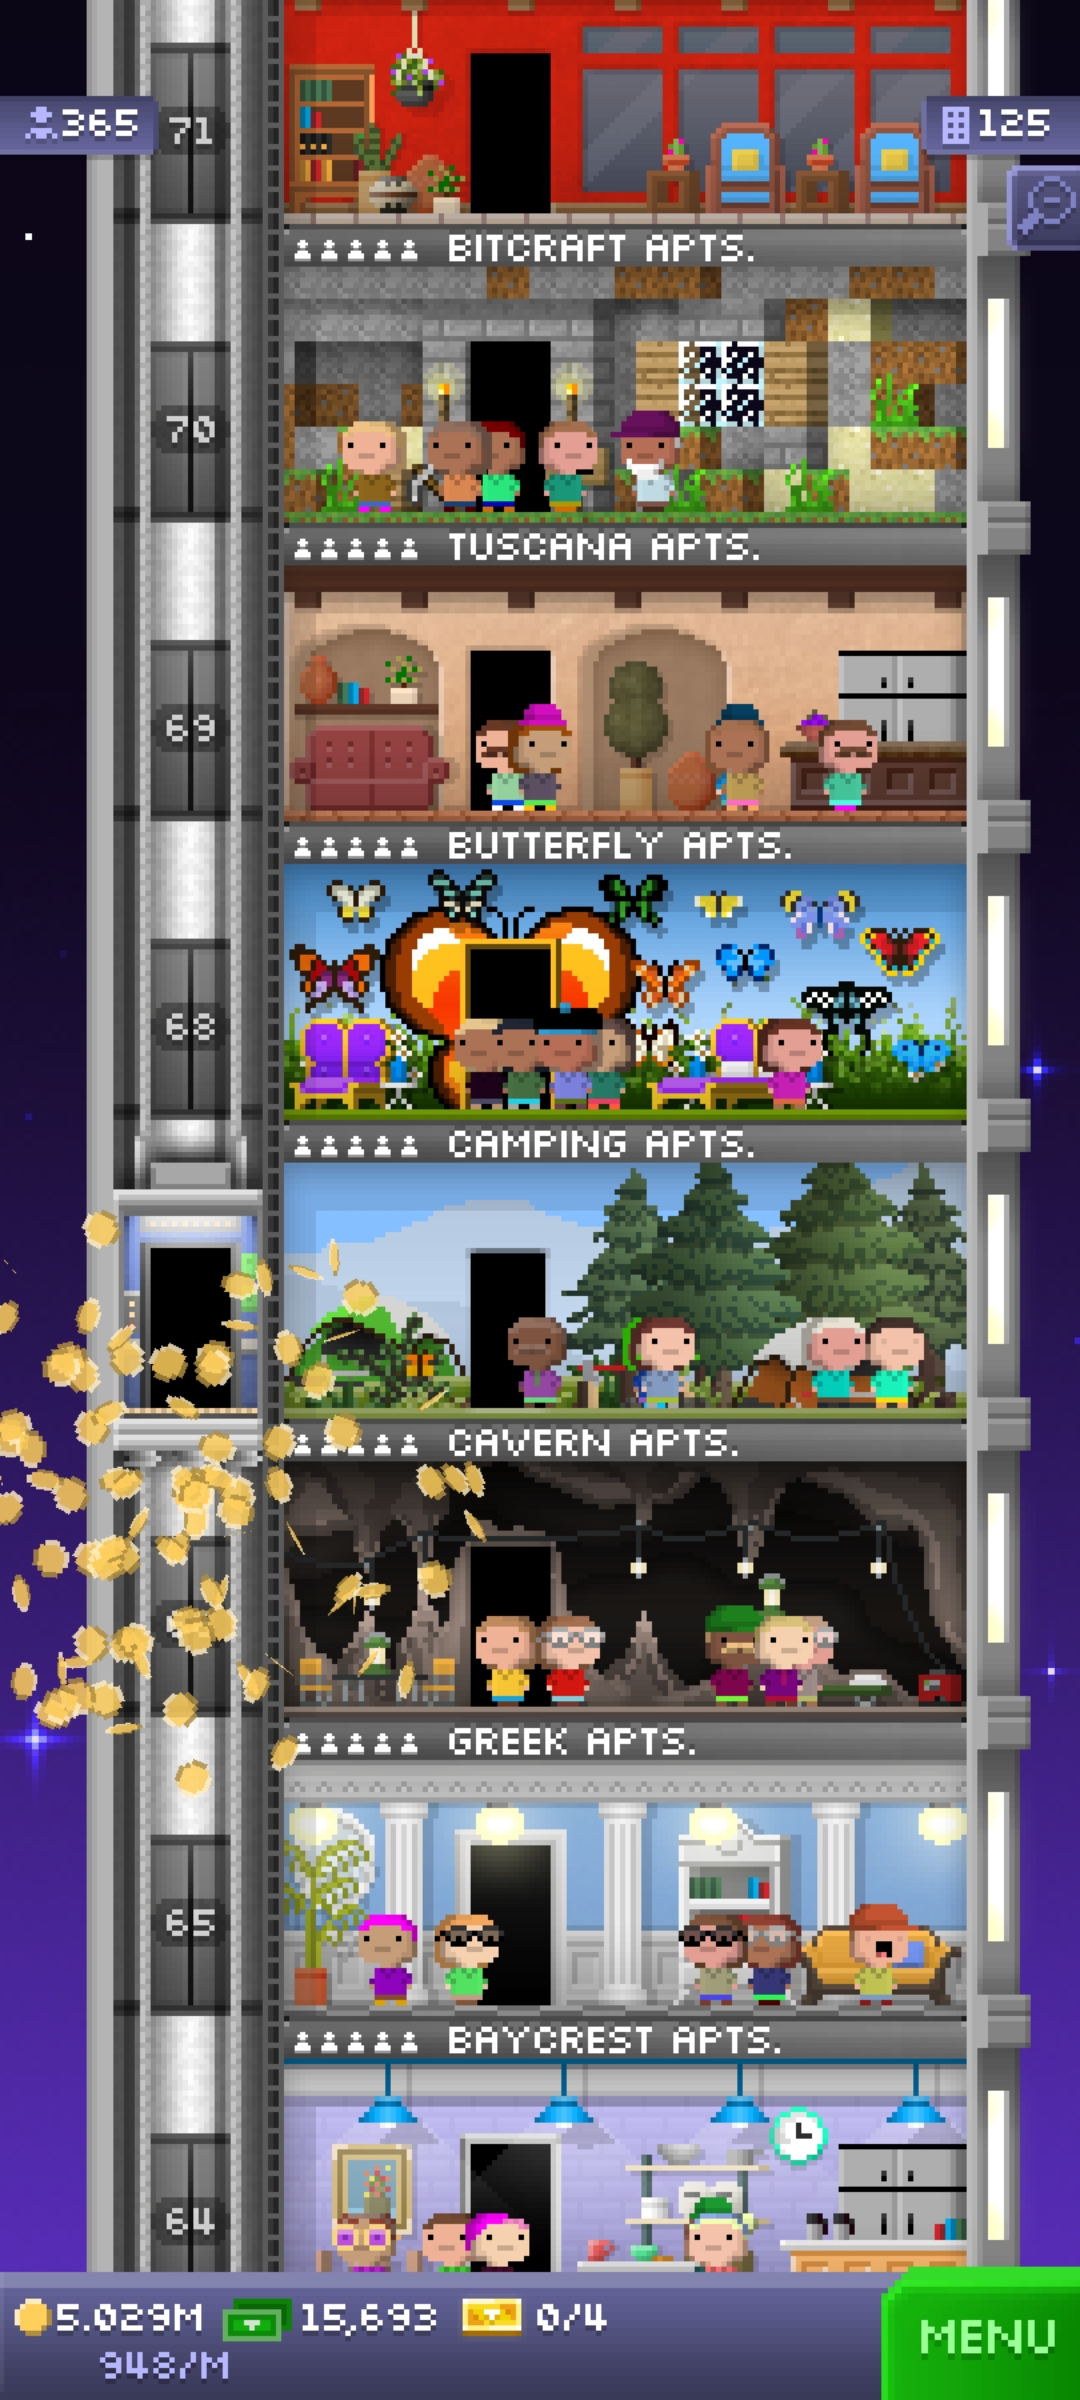 365
71
125
BITCRAFT APTS.
70
TUSCANA APTS.
69
BUTTERFLY APTS.
68
CAMPING APTS.
CAVERN APTS.
GREEK APTS.
65
BAYCREST APTS.
64
5.029M 15,693 0/4
948/M
MENU